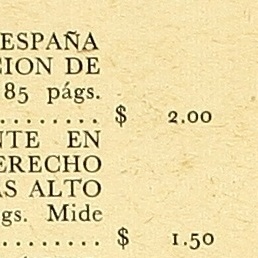 ESPAÑA
CION DE
85 págs.
........ $ 2.00
NTE EN
ERECHO
AS ALTO
gs. Mide
........ $ 1.50